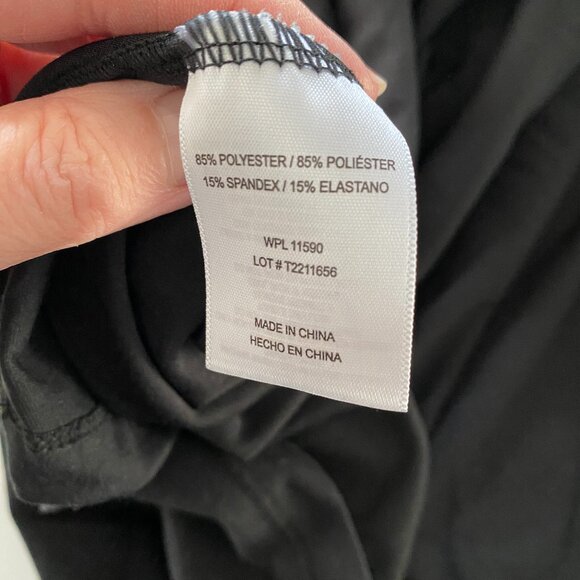 85% POLYESTER / 85% POLIÉSTER
15% SPANDEX / 15% ELASTANO
WPL 11590
LOT # T2211656
MADE IN CHINA
HECHO EN CHINA